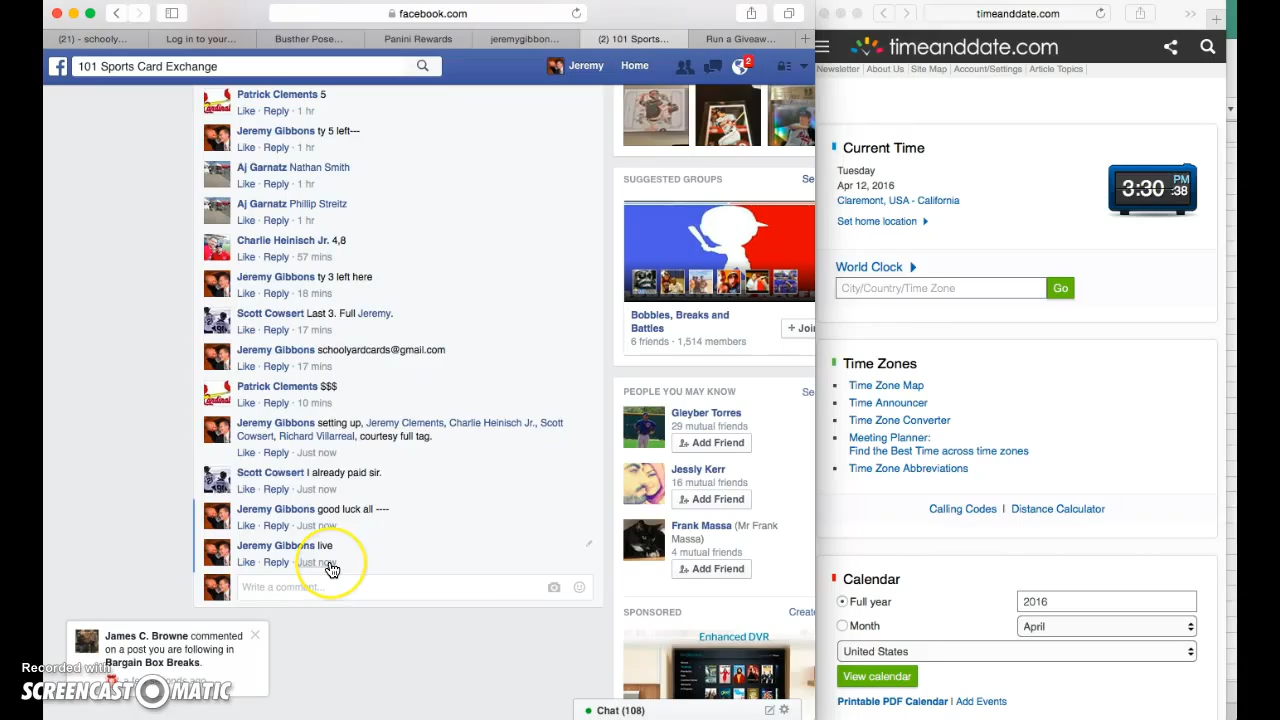 facebook.com
timeanddate.com
(21) - schooly...
Log in to your...
Busther Pose...
Panini Rewards
jeremygibbon...
(2) 101 Sports...
Run a Giveaw...
101 Sports Card Exchange
Jeremy
Home
2
timeanddate.com
Newsletter
About Us
Site Map
Account/Settings
Article Topics
Patrick Clements 5
Like · Reply · 1 hr
Jeremy Gibbons ty 5 left---
Like · Reply · 1 hr
Aj Garnatz Nathan Smith
Like · Reply · 1 hr
Aj Garnatz Phillip Streitz
Like · Reply · 1 hr
Charlie Heinisch Jr. 4,8
Like · Reply · 57 mins
Jeremy Gibbons ty 3 left here
Like · Reply · 18 mins
Scott Cowsert Last 3. Full Jeremy.
Like · Reply · 17 mins
Jeremy Gibbons schoolyardcards@gmail.com
Like · Reply · 17 mins
Patrick Clements $$$
Like · Reply · 10 mins
Jeremy Gibbons setting up, Jeremy Clements, Charlie Heinisch Jr., Scott
Cowsert, Richard Villarreal, courtesy full tag.
Like · Reply · Just now
Scott Cowsert I already paid sir.
Like · Reply · Just now
Jeremy Gibbons good luck all ----
Like · Reply · Just now
Jeremy Gibbons live
Like · Reply · Just now
Write a comment...
James C. Browne commented
on a post you are following in
Bargain Box Breaks.
Recorded with
SCREENCAST-O-MATIC
SUGGESTED GROUPS
Se
Bobbies, Breaks and
Battles
6 friends · 1,514 members
+ Joi
PEOPLE YOU MAY KNOW
Se
Gleyber Torres
29 mutual friends
Add Friend
Jessly Kerr
16 mutual friends
Add Friend
Frank Massa (Mr Frank
Massa)
4 mutual friends
Add Friend
SPONSORED
Create
Enhanced DVR
Chat (108)
Current Time
Tuesday
Apr 12, 2016
Claremont, USA - California
Set home location
3:30 PM :38
World Clock
City/Country/Time Zone
Go
Time Zones
Time Zone Map
Time Announcer
Time Zone Converter
Meeting Planner:
Find the Best Time across time zones
Time Zone Abbreviations
Calling Codes | Distance Calculator
Calendar
Full year
2016
Month
April
United States
View calendar
Printable PDF Calendar | Add Events